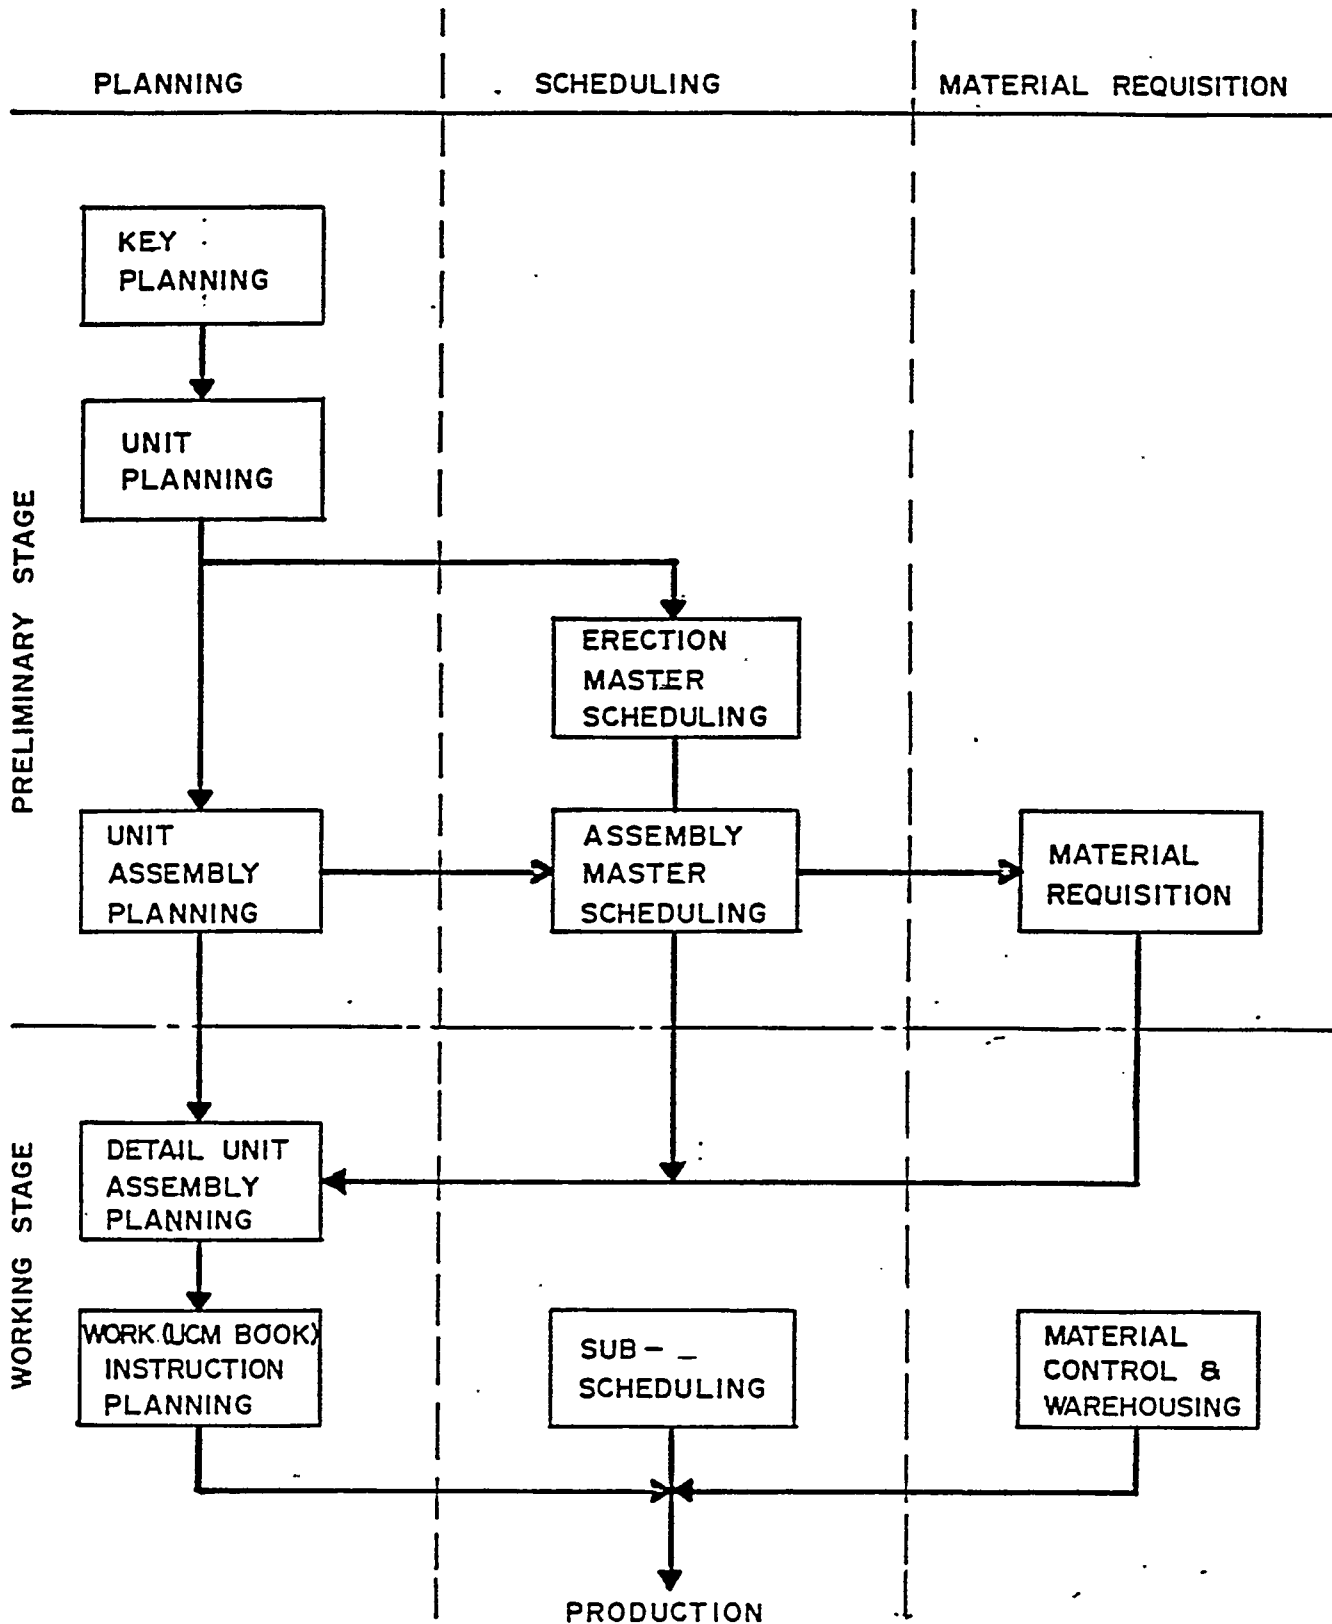 PLANNING
SCHEDULING
MATERIAL REQUISITION
PRELIMINARY STAGE
KEY
PLANNING
UNIT
PLANNING
ERECTION
MASTER
SCHEDULING
UNIT
ASSEMBLY
PLANNING
ASSEMBLY
MASTER
SCHEDULING
MATERIAL
REQUISITION
WORKING STAGE
DETAIL UNIT
ASSEMBLY
PLANNING
WORK (UCM BOOK)
INSTRUCTION
PLANNING
SUB-
SCHEDULING
MATERIAL
CONTROL &
WAREHOUSING
PRODUCTION